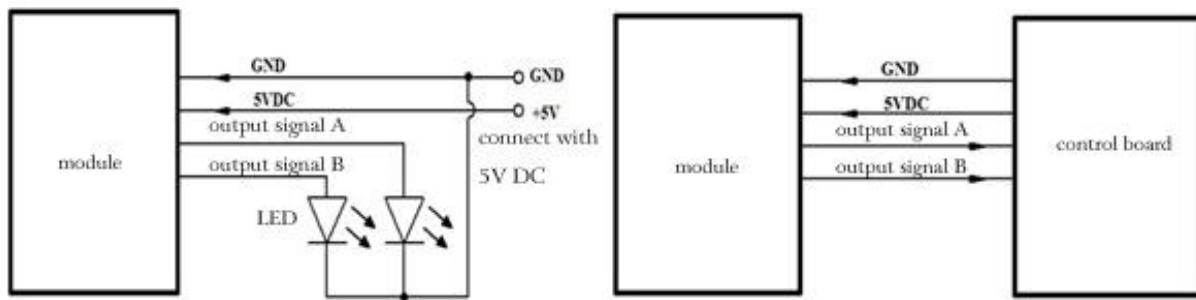 GND
GND
5VDC
+5V
output signal A
connect with
module
output signal B
5V DC
LED
GND
5VDC
output signal A
module
control board
output signal B